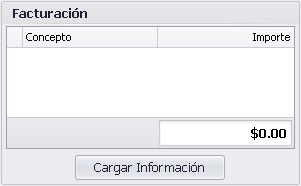 Facturación
Concepto Importe
$0.00
Cargar Información